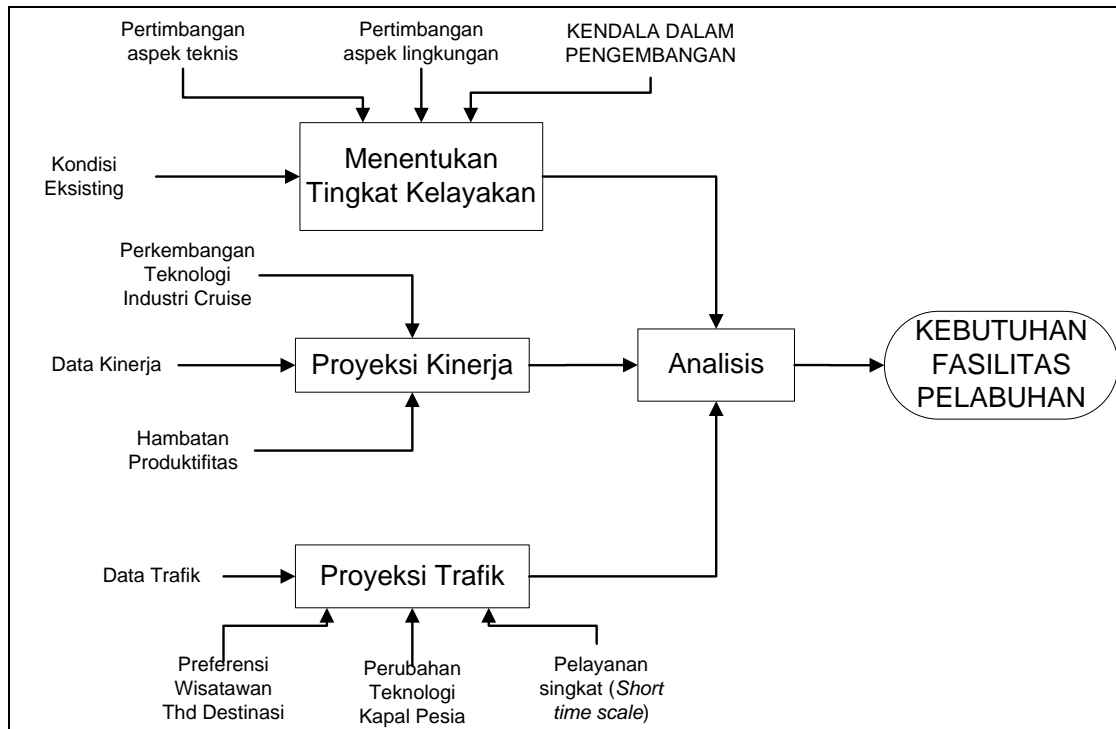 Pertimbangan
aspek teknis
Pertimbangan
aspek lingkungan
KENDALA DALAM
PENGEMBANGAN
Kondisi
Eksisting
Menentukan
Tingkat Kelayakan
Perkembangan
Teknologi
Industri Cruise
Data Kinerja
Proyeksi Kinerja
Analisis
KEBUTUHAN
FASILITAS
PELABUHAN
Hambatan
Produktifitas
Data Trafik
Proyeksi Trafik
Preferensi
Wisatawan
Thd Destinasi
Perubahan
Teknologi
Kapal Pesia
Pelayanan
singkat (Short
time scale)